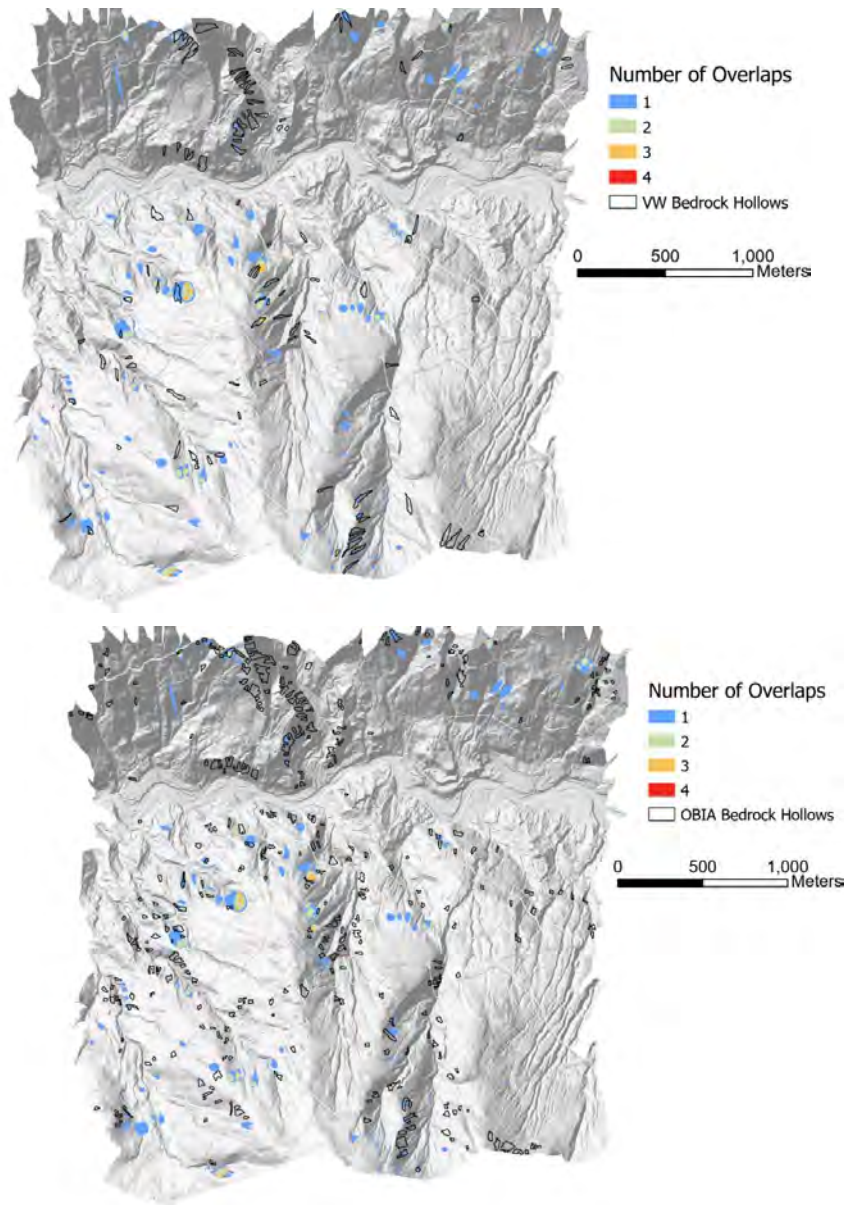 Number of Overlaps
1
2
3
4
VW Bedrock Hollows
0 500 1,000
Meters
Number of Overlaps
1
2
3
4
OBIA Bedrock Hollows
0 500 1,000
Meters